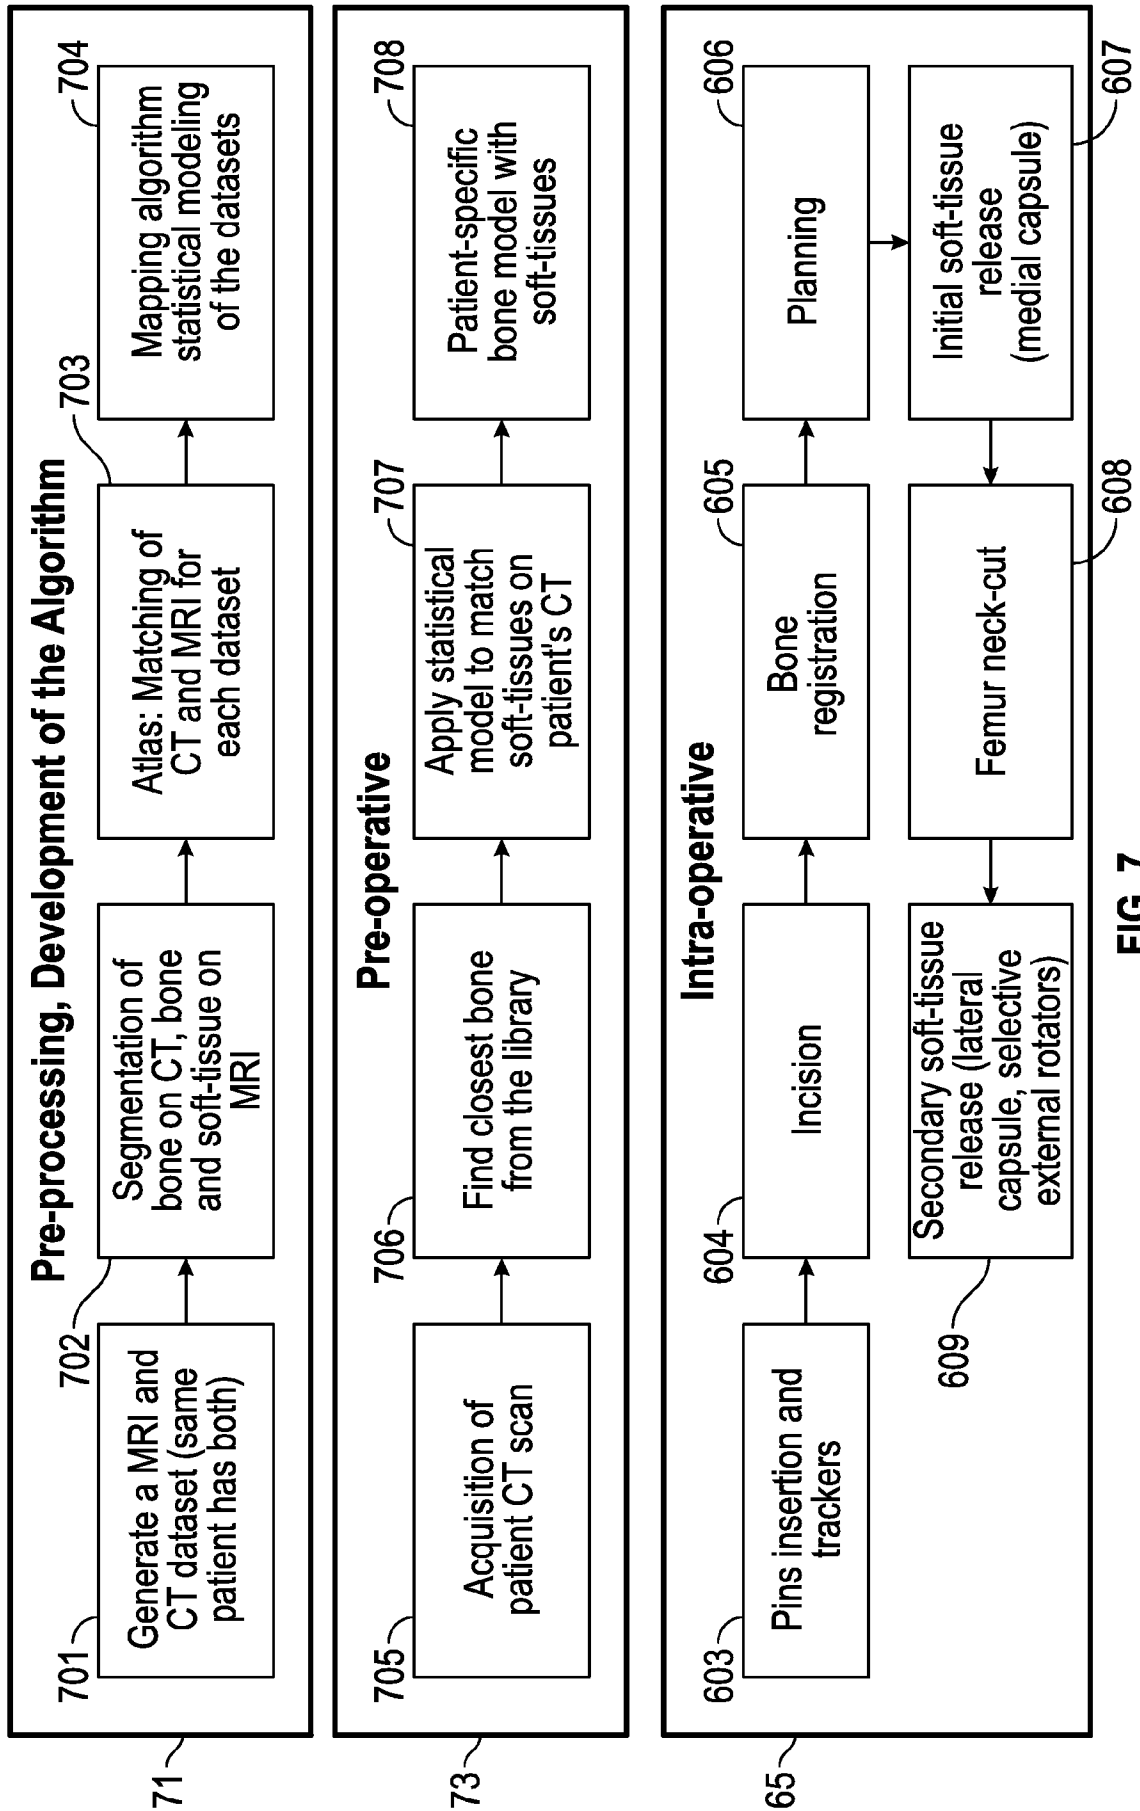 Pre-processing, Development of the Algorithm
71
701
Generate a MRI and
CT dataset (same
patient has both)
702
Segmentation of
bone on CT, bone
and soft-tissue on
MRI
703
Atlas: Matching of
CT and MRI for
each dataset
704
Mapping algorithm
statistical modeling
of the datasets
Pre-operative
73
705
Acquisition of
patient CT scan
706
Find closest bone
from the library
707
Apply statistical
model to match
soft-tissues on
patient's CT
708
Patient-specific
bone model with
soft-tissues
Intra-operative
65
603
Pins insertion and
trackers
604
Incision
605
Bone
registration
606
Planning
607
Initial soft-tissue
release
(medial capsule)
608
Femur neck-cut
609
Secondary soft-tissue
release (lateral
capsule, selective
external rotators)
FIG. 7